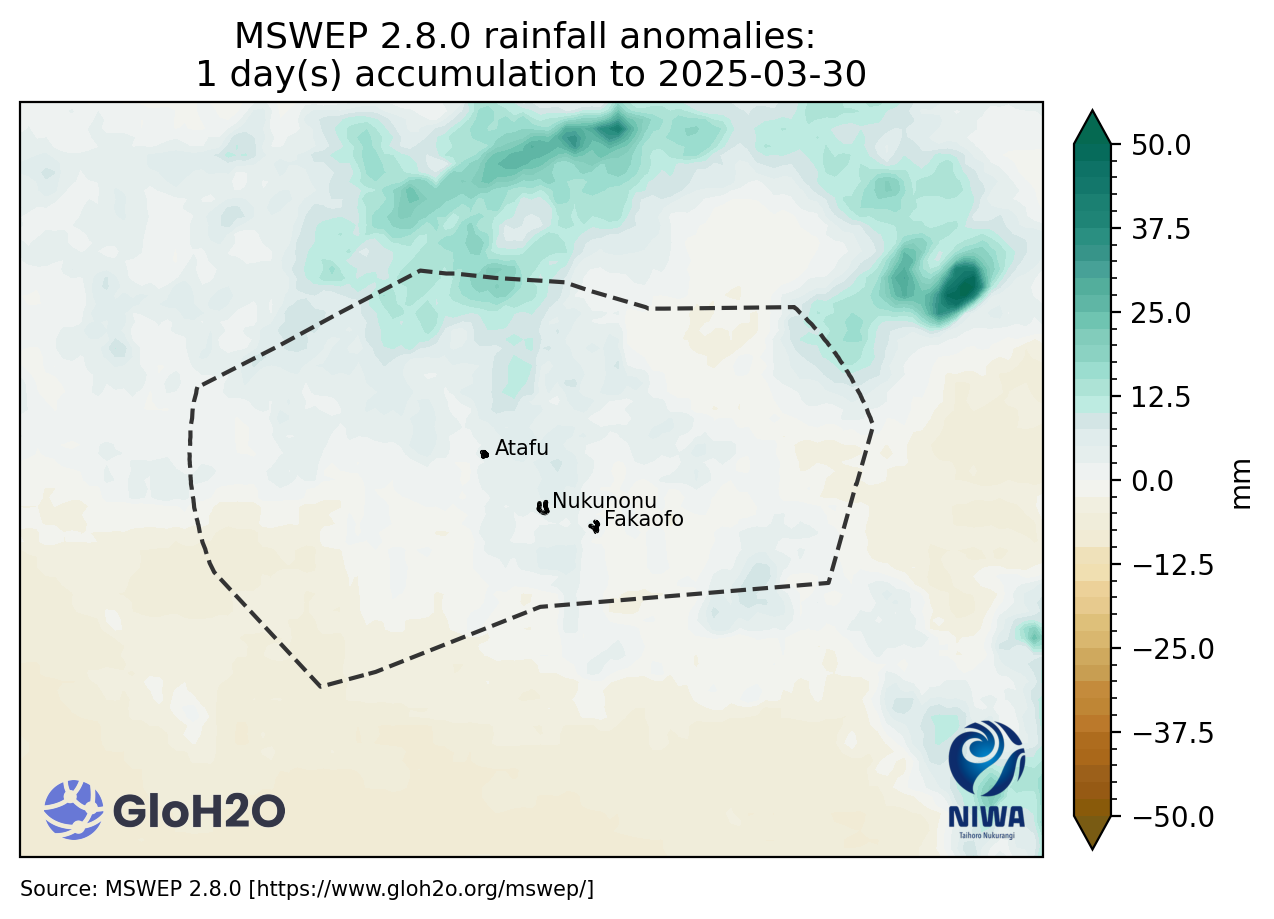 MSWEP 2.8.0 rainfall anomalies:
1 day(s) accumulation to 2025-03-30
50.0
37.5
25.0
12.5
0.0
−12.5
−25.0
−37.5
−50.0
mm
Atafu
Nukunonu
Fakaofo
GloH2O
NIWA
Taihoro Nukurangi
Source: MSWEP 2.8.0 [https://www.gloh2o.org/mswep/]